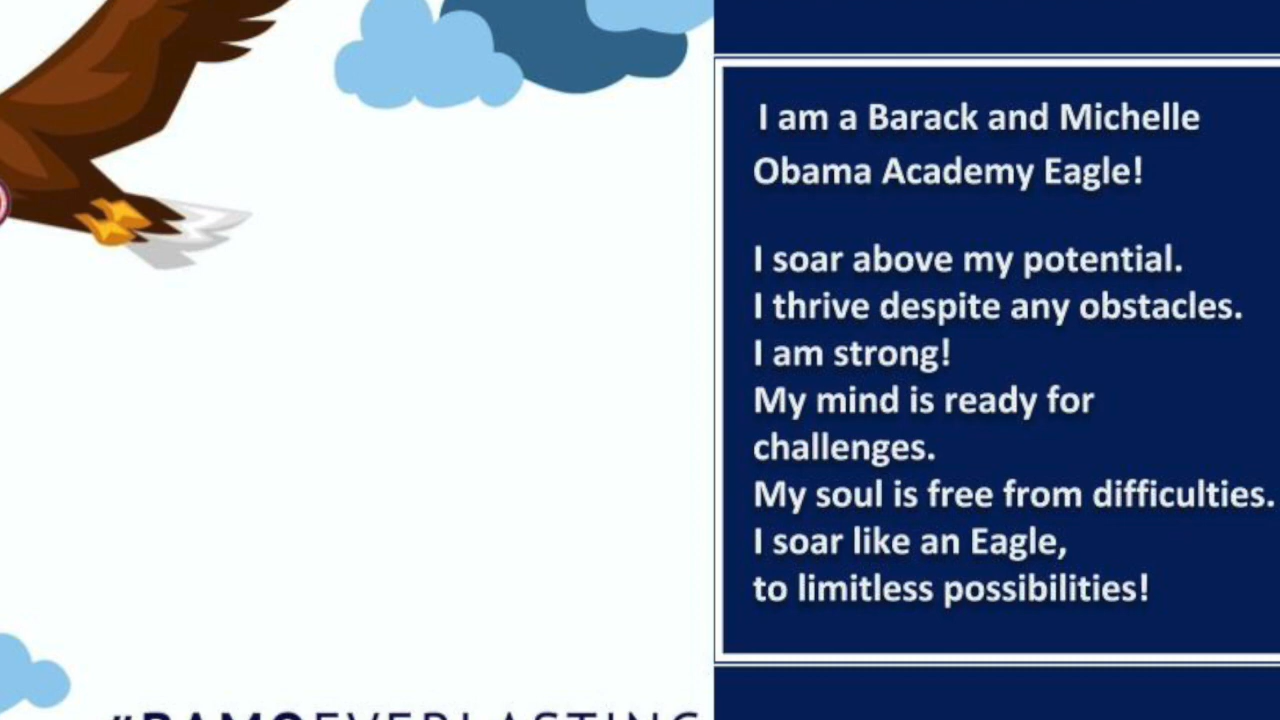 I am a Barack and Michelle
Obama Academy Eagle!
I soar above my potential.
I thrive despite any obstacles.
I am strong!
My mind is ready for
challenges.
My soul is free from difficulties.
I soar like an Eagle,
to limitless possibilities!
#BAMOEVERLASTING